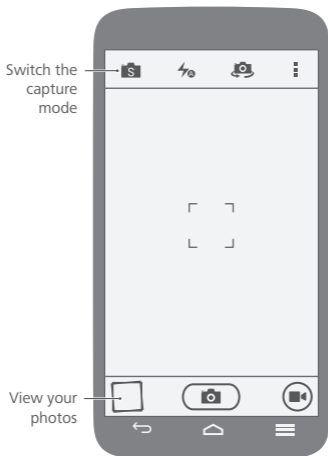 Switch the
capture
mode
S
A
View your
photos